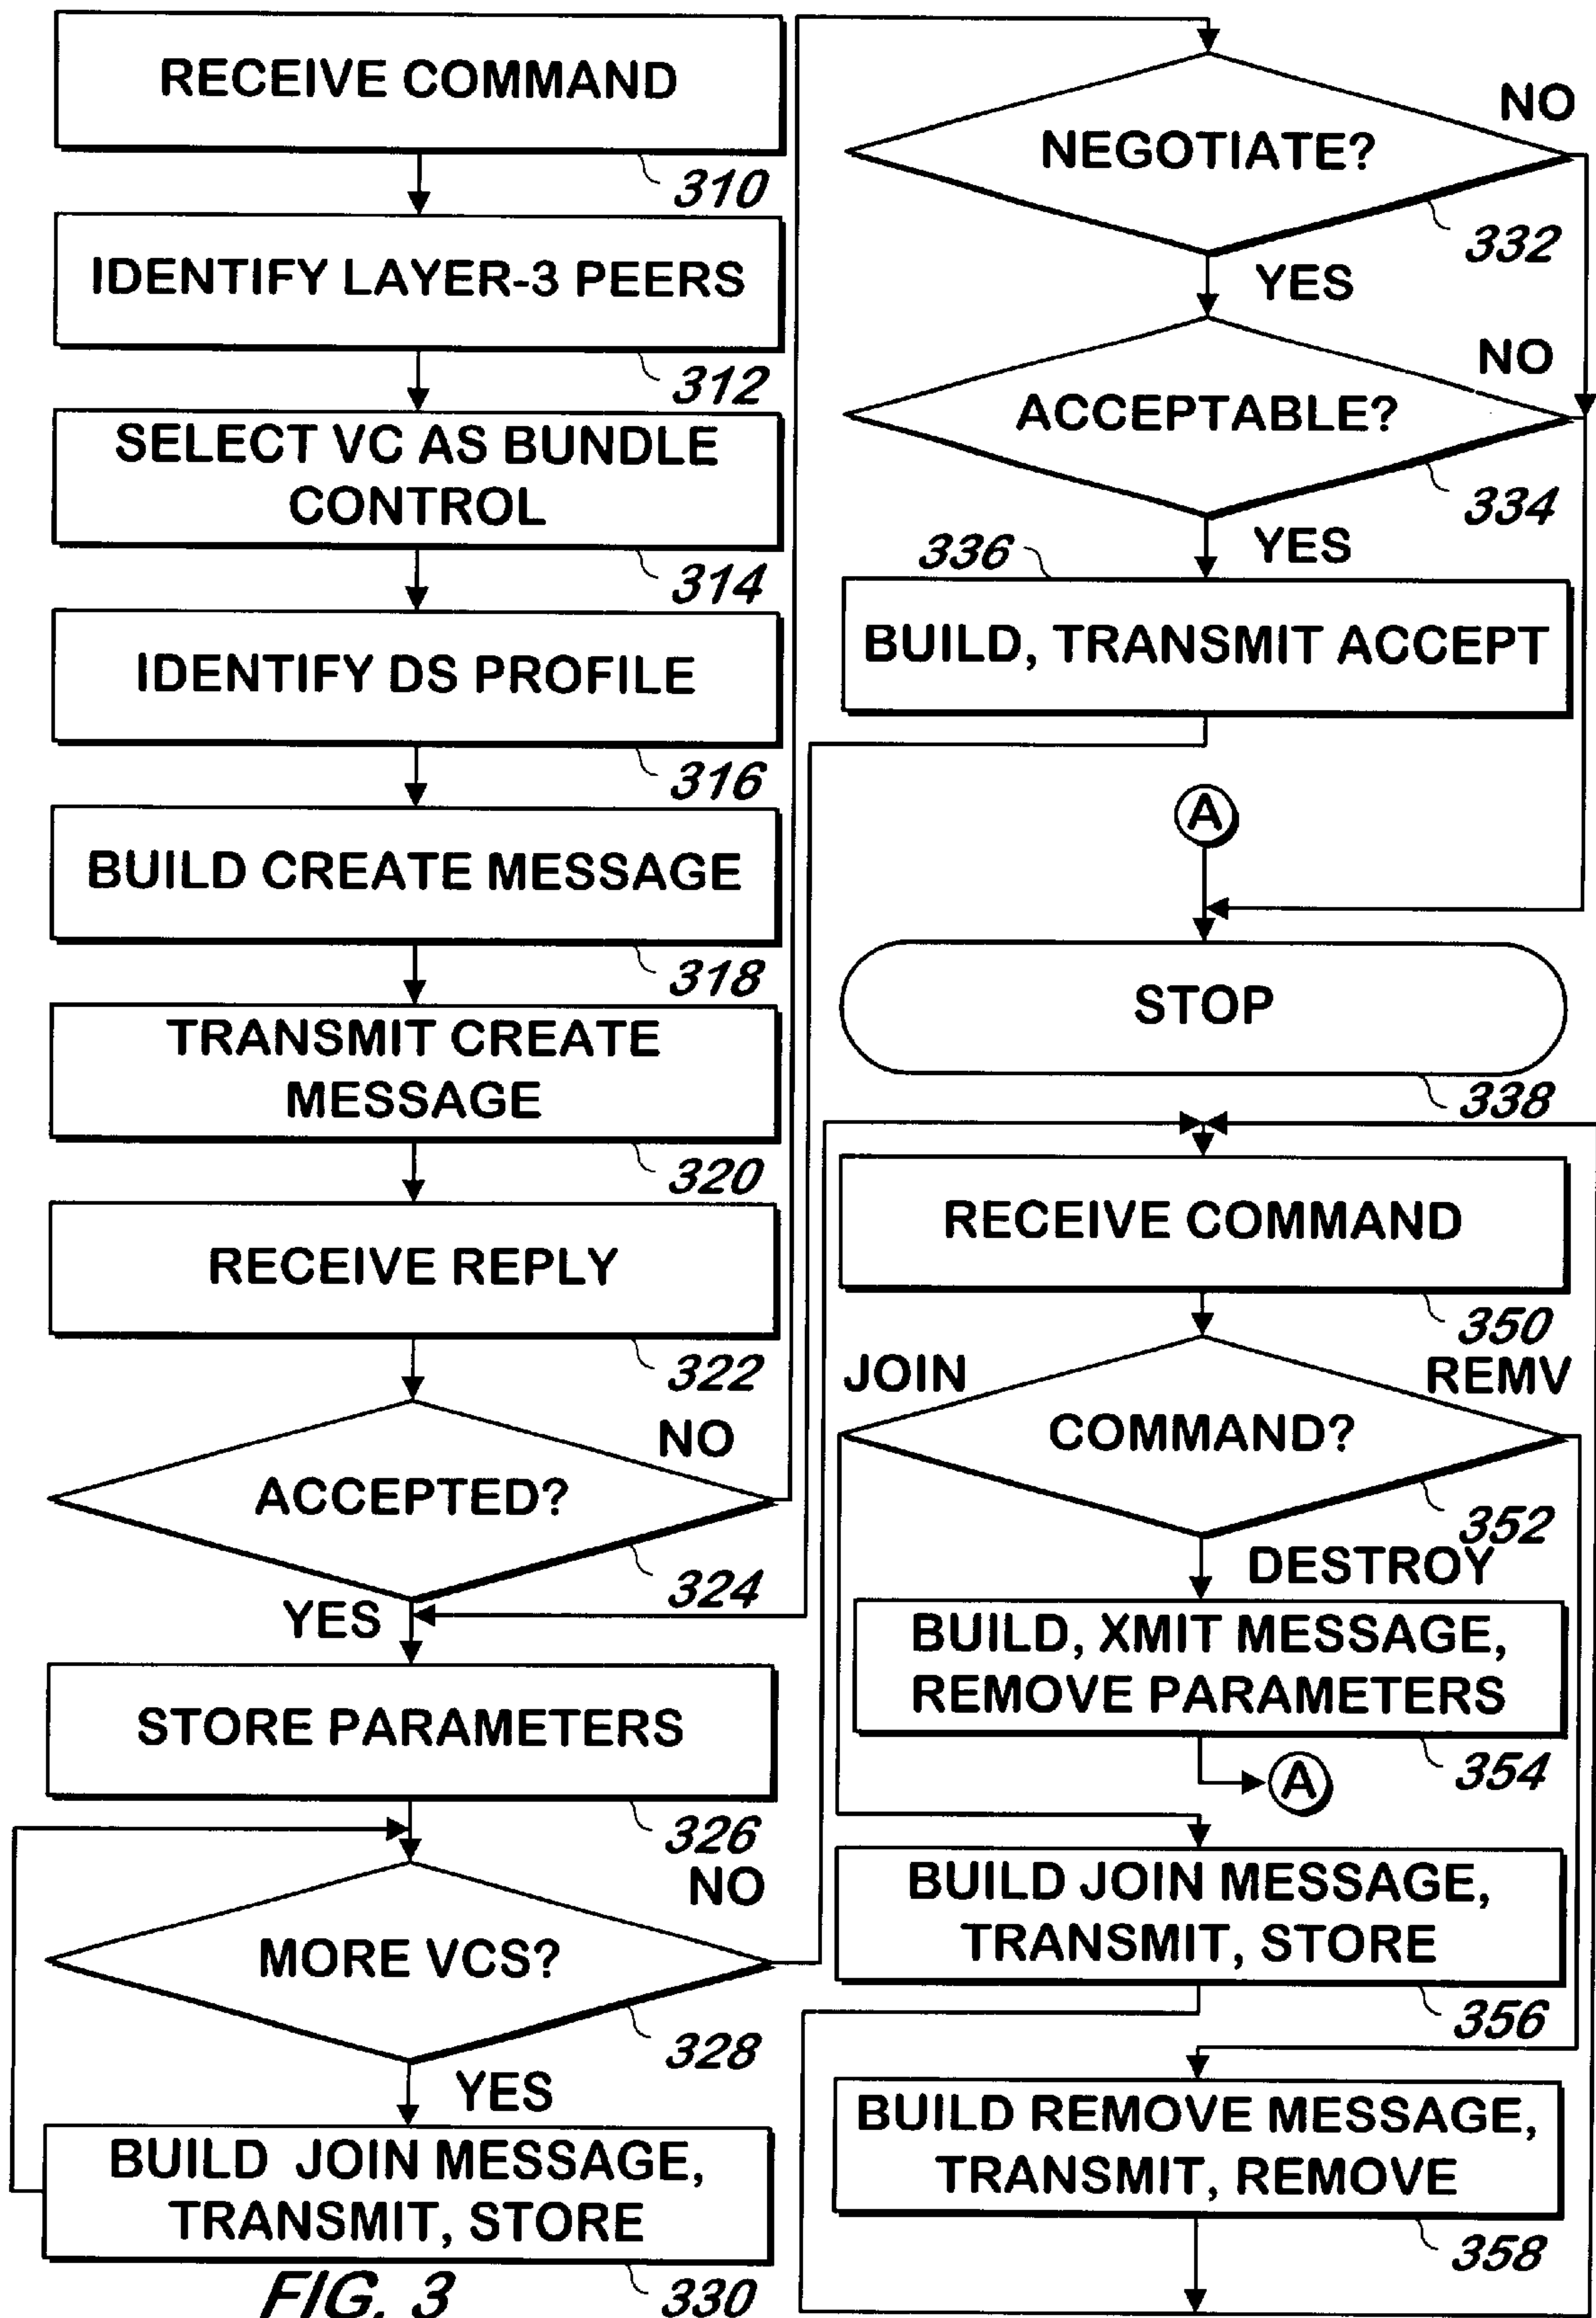 RECEIVE COMMAND
310
IDENTIFY LAYER-3 PEERS
312
SELECT VC AS BUNDLE
CONTROL
314
IDENTIFY DS PROFILE
316
BUILD CREATE MESSAGE
318
TRANSMIT CREATE
MESSAGE
320
RECEIVE REPLY
322
NO
ACCEPTED?
324
YES
STORE PARAMETERS
326
NO
MORE VCS?
328
YES
BUILD JOIN MESSAGE,
TRANSMIT, STORE
330
FIG. 3
NO
NEGOTIATE?
332
YES
NO
ACCEPTABLE?
334
YES
336
BUILD, TRANSMIT ACCEPT
A
STOP
338
RECEIVE COMMAND
350
JOIN
REMV
COMMAND?
352
DESTROY
BUILD, XMIT MESSAGE,
REMOVE PARAMETERS
354
A
BUILD JOIN MESSAGE,
TRANSMIT, STORE
356
BUILD REMOVE MESSAGE,
TRANSMIT, REMOVE
358